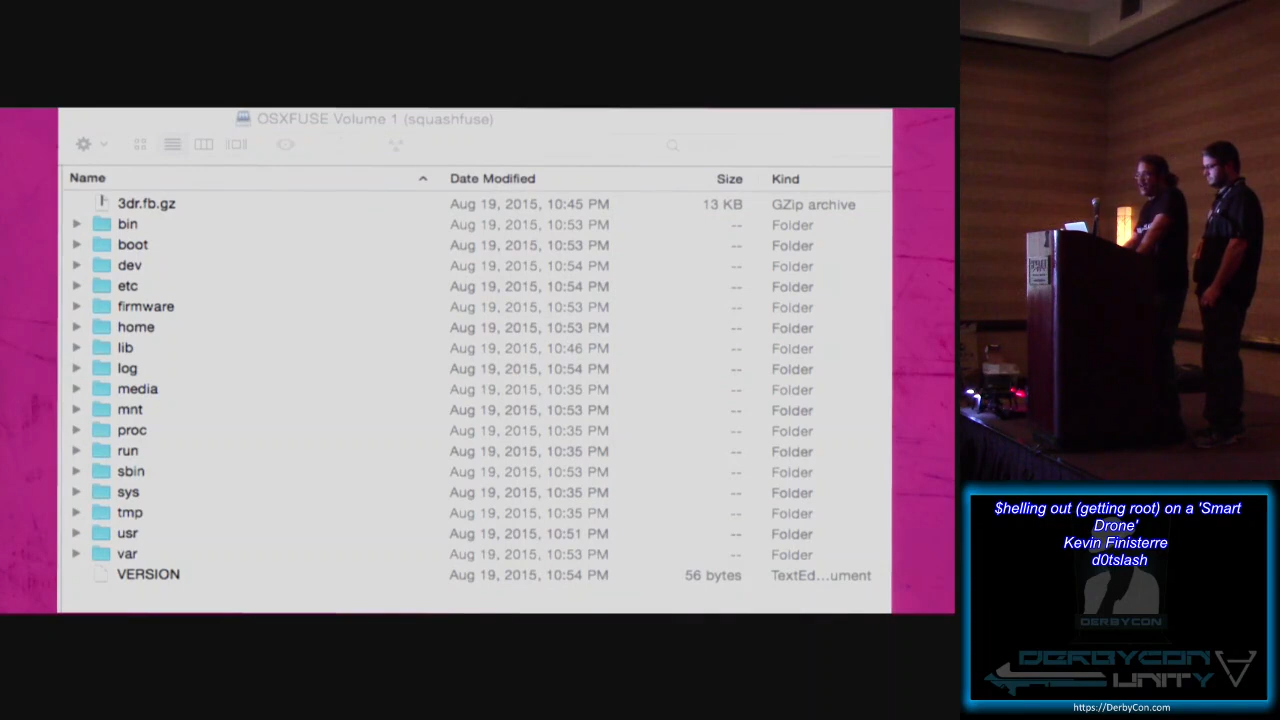 OSXFUSE Volume 1 (squashfuse)
Name Date Modified Size Kind
3dr.fb.gz Aug 19, 2015, 10:45 PM 13 KB GZip archive
bin Aug 19, 2015, 10:53 PM -- Folder
boot Aug 19, 2015, 10:53 PM -- Folder
dev Aug 19, 2015, 10:54 PM -- Folder
etc Aug 19, 2015, 10:54 PM -- Folder
firmware Aug 19, 2015, 10:53 PM -- Folder
home Aug 19, 2015, 10:53 PM -- Folder
lib Aug 19, 2015, 10:46 PM -- Folder
log Aug 19, 2015, 10:54 PM -- Folder
media Aug 19, 2015, 10:35 PM -- Folder
mnt Aug 19, 2015, 10:53 PM -- Folder
proc Aug 19, 2015, 10:35 PM -- Folder
run Aug 19, 2015, 10:35 PM -- Folder
sbin Aug 19, 2015, 10:53 PM -- Folder
sys Aug 19, 2015, 10:35 PM -- Folder
tmp Aug 19, 2015, 10:35 PM -- Folder
usr Aug 19, 2015, 10:51 PM -- Folder
var Aug 19, 2015, 10:53 PM -- Folder
VERSION Aug 19, 2015, 10:54 PM 56 bytes TextEd...ument
$helling out (getting root) on a 'Smart
Drone'
Kevin Finisterre
d0tslash
DERBYCON
DERBYCON
UNITY
https://DerbyCon.com